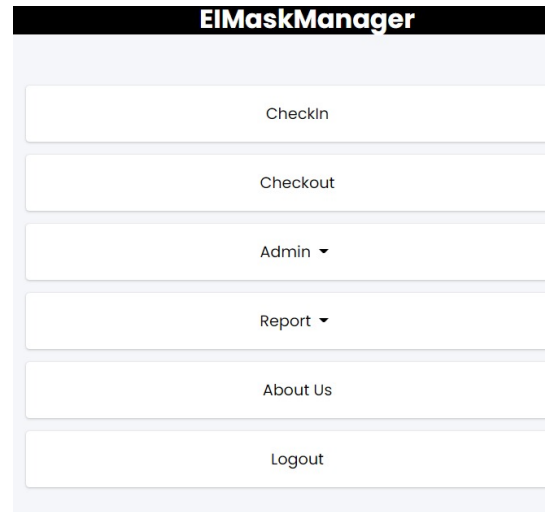 ElMaskManager
CheckIn
Checkout
Admin
Report
About Us
Logout